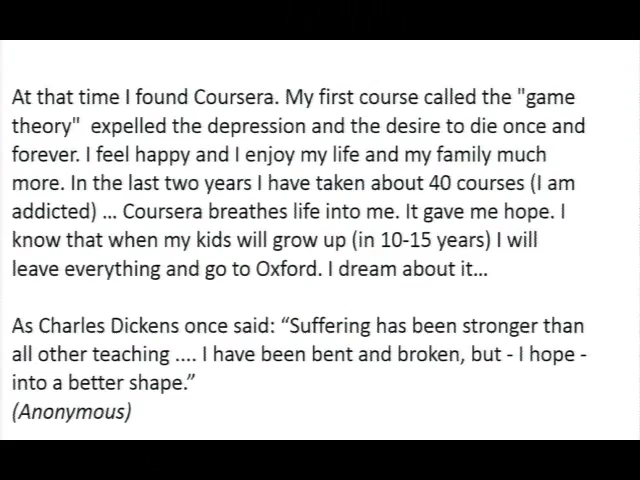 At that time I found Coursera. My first course called the "game
theory"  expelled the depression and the desire to die once and
forever. I feel happy and I enjoy my life and my family much
more. In the last two years I have taken about 40 courses (I am
addicted) ... Coursera breathes life into me. It gave me hope. I
know that when my kids will grow up (in 10-15 years) I will
leave everything and go to Oxford. I dream about it...
As Charles Dickens once said: “Suffering has been stronger than
all other teaching .... I have been bent and broken, but - I hope -
into a better shape.”
(Anonymous)